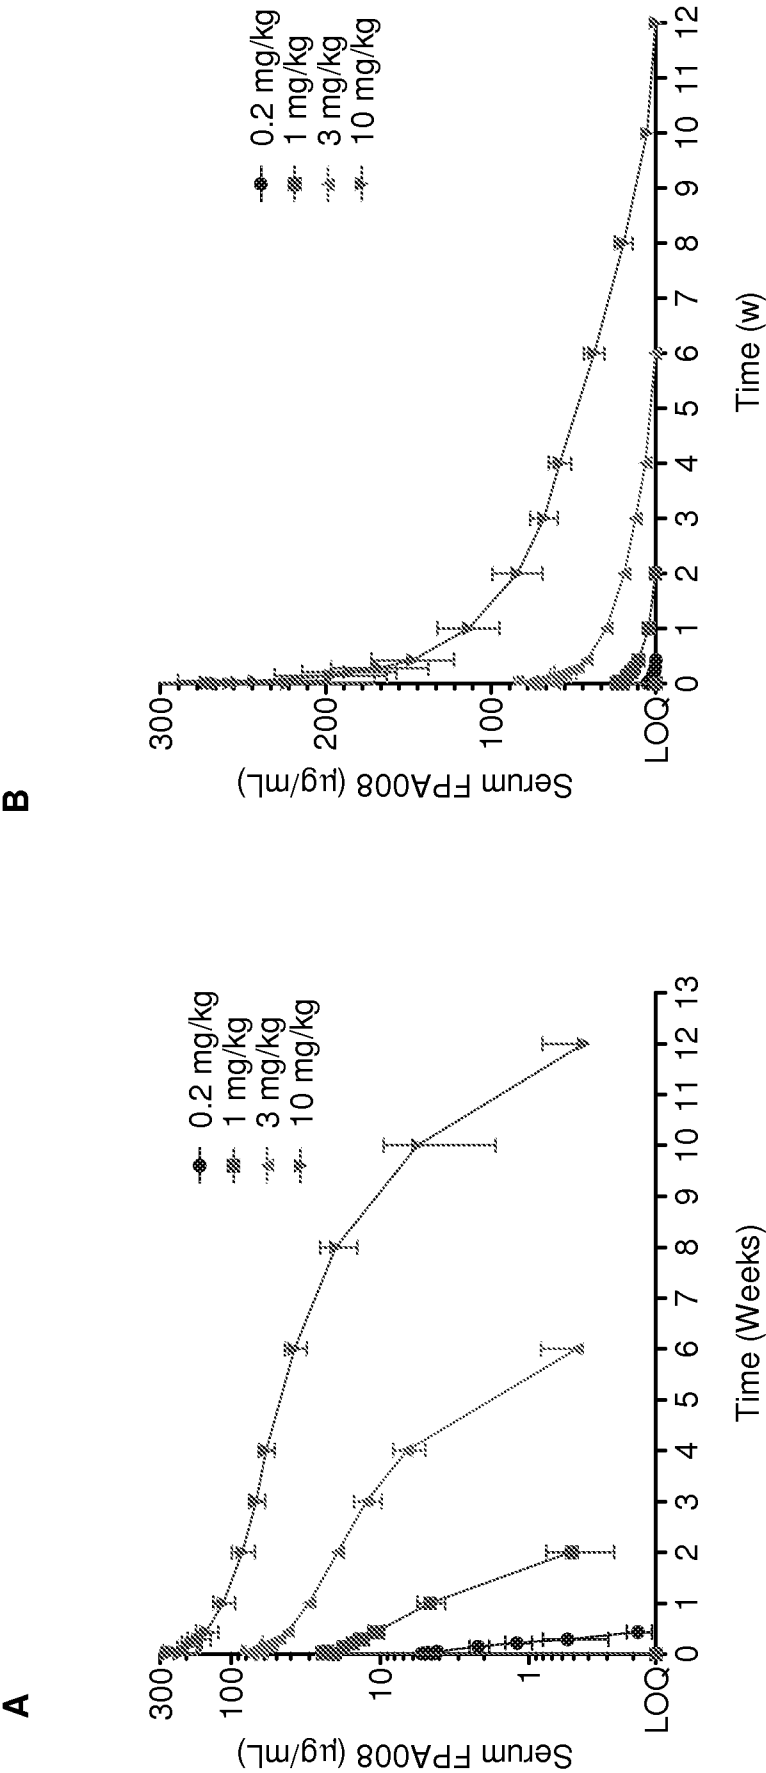 A
300
100
10
1
LOQ
Serum FPA008 (µg/mL)
0 1 2 3 4 5 6 7 8 9 10 11 12 13
Time (Weeks)
0.2 mg/kg
1 mg/kg
3 mg/kg
10 mg/kg
B
300
200
100
LOQ
Serum FPA008 (µg/mL)
0 1 2 3 4 5 6 7 8 9 10 11 12
Time (w)
0.2 mg/kg
1 mg/kg
3 mg/kg
10 mg/kg